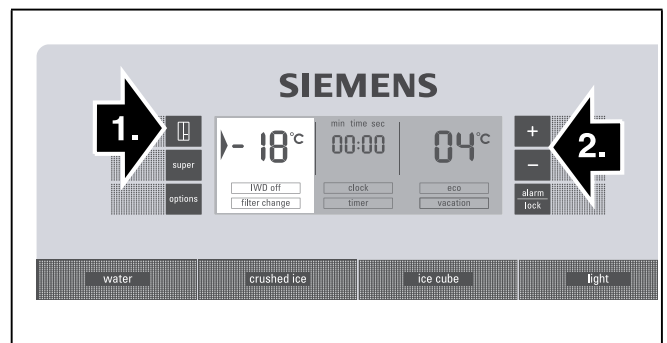 SIEMENS
1.
super
options
- 18°C
IWD off
filter change
min time sec
00:00
clock
timer
04°C
eco
vacation
+
-
alarm
lock
2.
water
crushed ice
ice cube
light